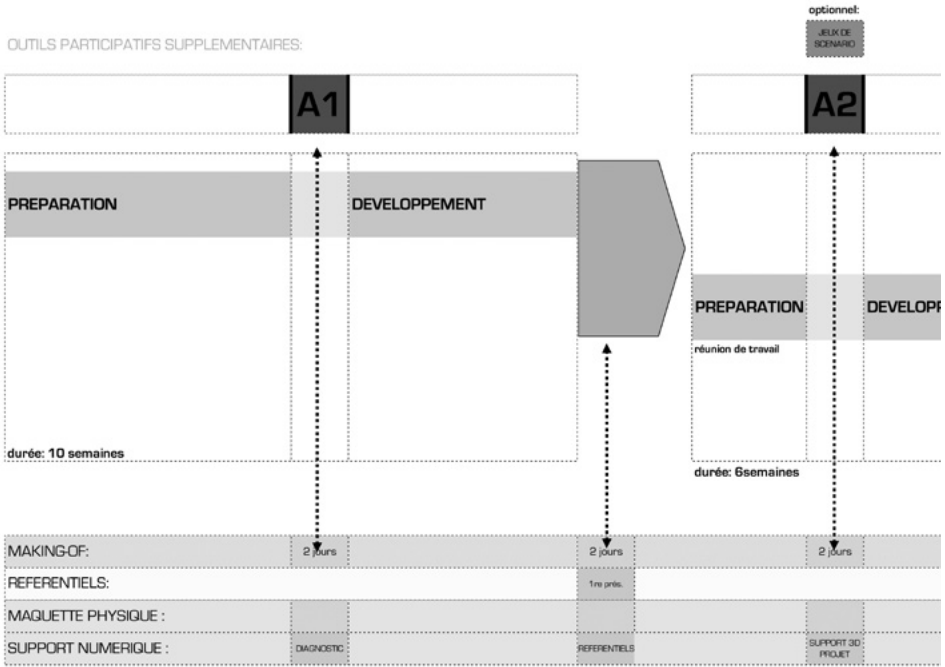 optionnel:
JEUX DE
SCENARIO
OUTILS PARTICIPATIFS SUPPLEMENTAIRES:
A1
A2
PREPARATION
DEVELOPPEMENT
PREPARATION
DEVELOPP
réunion de travail
durée: 10 semaines
durée: 6semaines
MAKING-OF:
2 jours
2 jours
2 jours
REFERENTIELS:
1re prés.
MAQUETTE PHYSIQUE :
SUPPORT NUMERIQUE :
DIAGNOSTIC
REFERENTIELS
SUPPORT 3D
PROJET